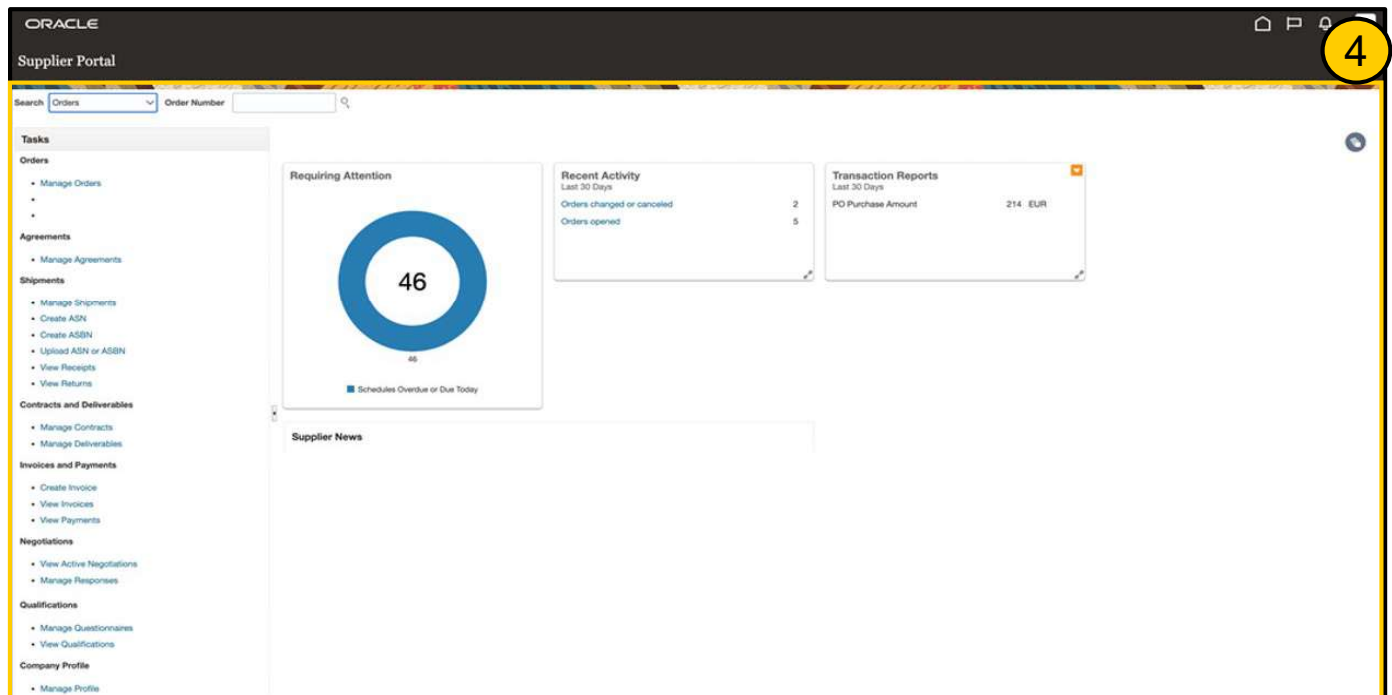 ORACLE
4
Supplier Portal
Search Orders Order Number
Tasks
Orders
• Manage Orders
•
•
Agreements
• Manage Agreements
Shipments
• Manage Shipments
• Create ASN
• Create ASBN
• Upload ASN or ASBN
• View Receipts
• View Returns
Contracts and Deliverables
• Manage Contracts
• Manage Deliverables
Invoices and Payments
• Create Invoice
• View Invoices
• View Payments
Negotiations
• View Active Negotiations
• Manage Responses
Qualifications
• Manage Questionnaires
• View Qualifications
Company Profile
• Manage Profile
Requiring Attention
46
46
Schedules Overdue or Due Today
Recent Activity
Last 30 Days
Orders changed or canceled 2
Orders opened 5
Transaction Reports
Last 30 Days
PO Purchase Amount 214 EUR
Supplier News